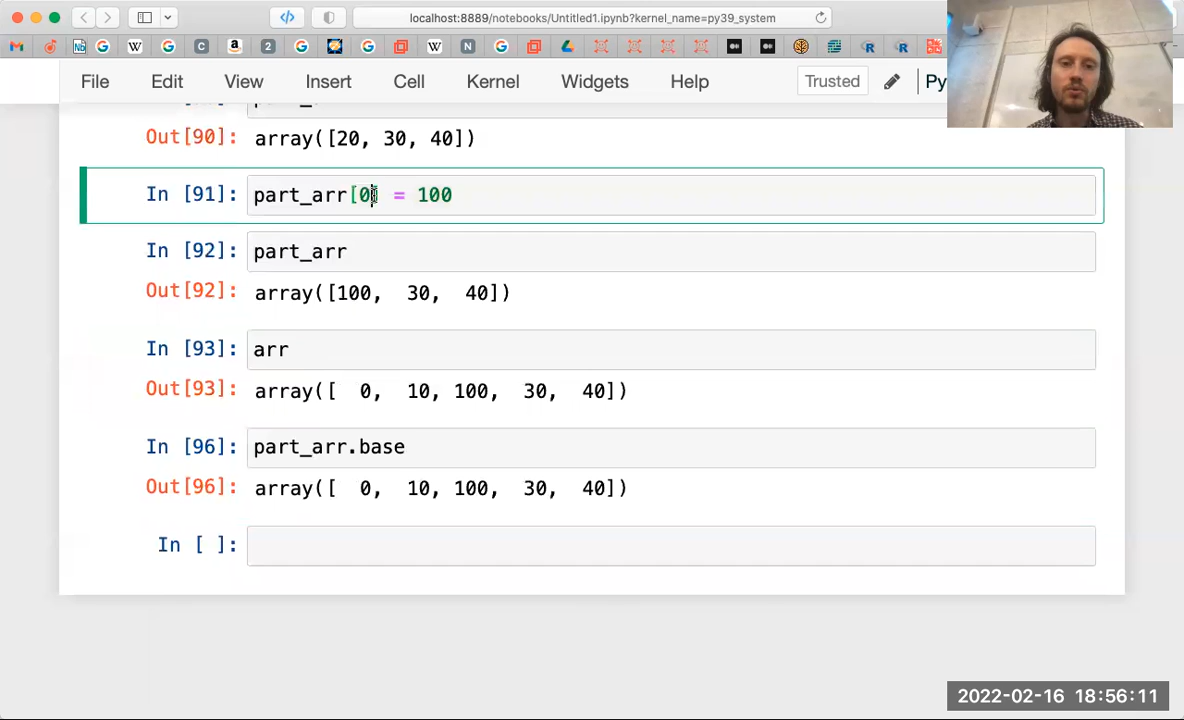 localhost:8889/notebooks/Untitled1.ipynb?kernel_name=py39_system
File Edit View Insert Cell Kernel Widgets Help Trusted Py
Out[90]: array([20, 30, 40])
In [91]: part_arr[0] = 100
In [92]: part_arr
Out[92]: array([100, 30, 40])
In [93]: arr
Out[93]: array([ 0, 10, 100, 30, 40])
In [96]: part_arr.base
Out[96]: array([ 0, 10, 100, 30, 40])
In [ ]:
2022-02-16 18:56:11